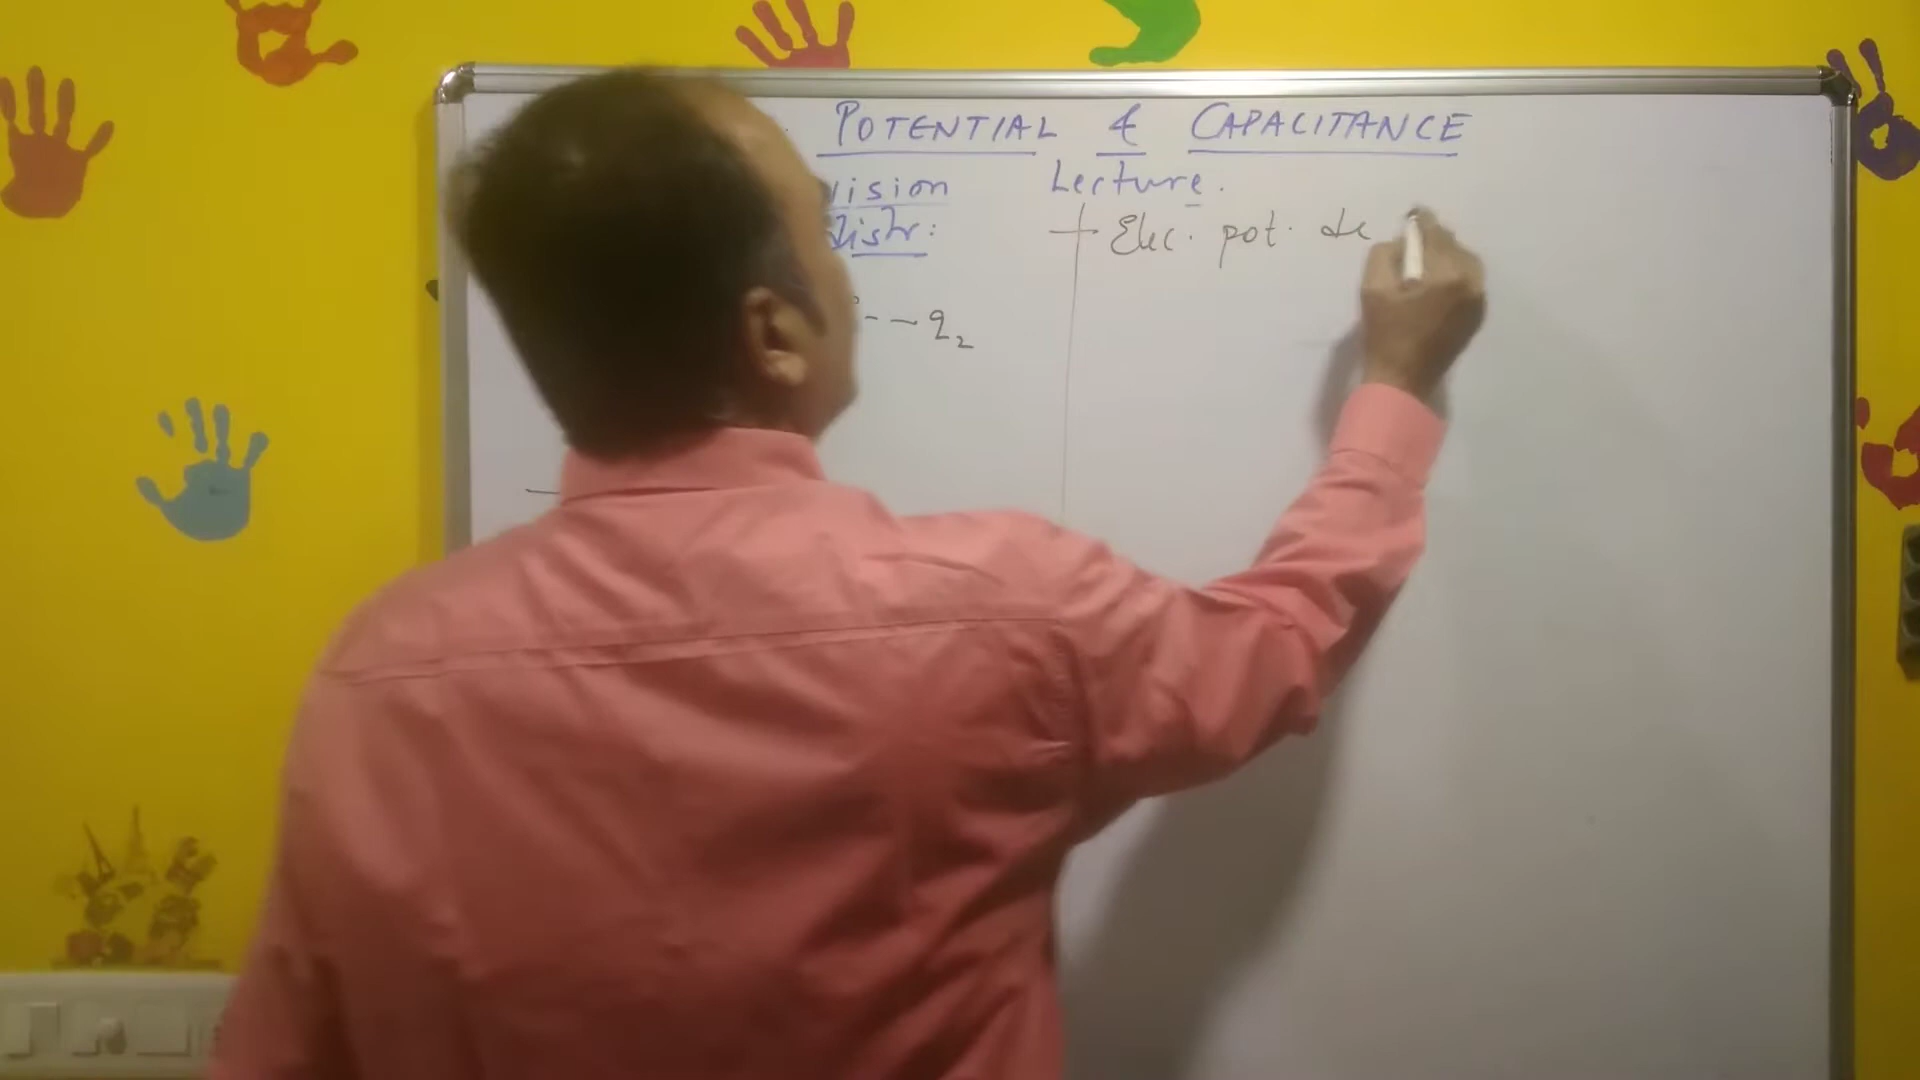 POTENTIAL & CAPACITANCE
vision Lecture.
distr:
Elec. pot. de
q₂